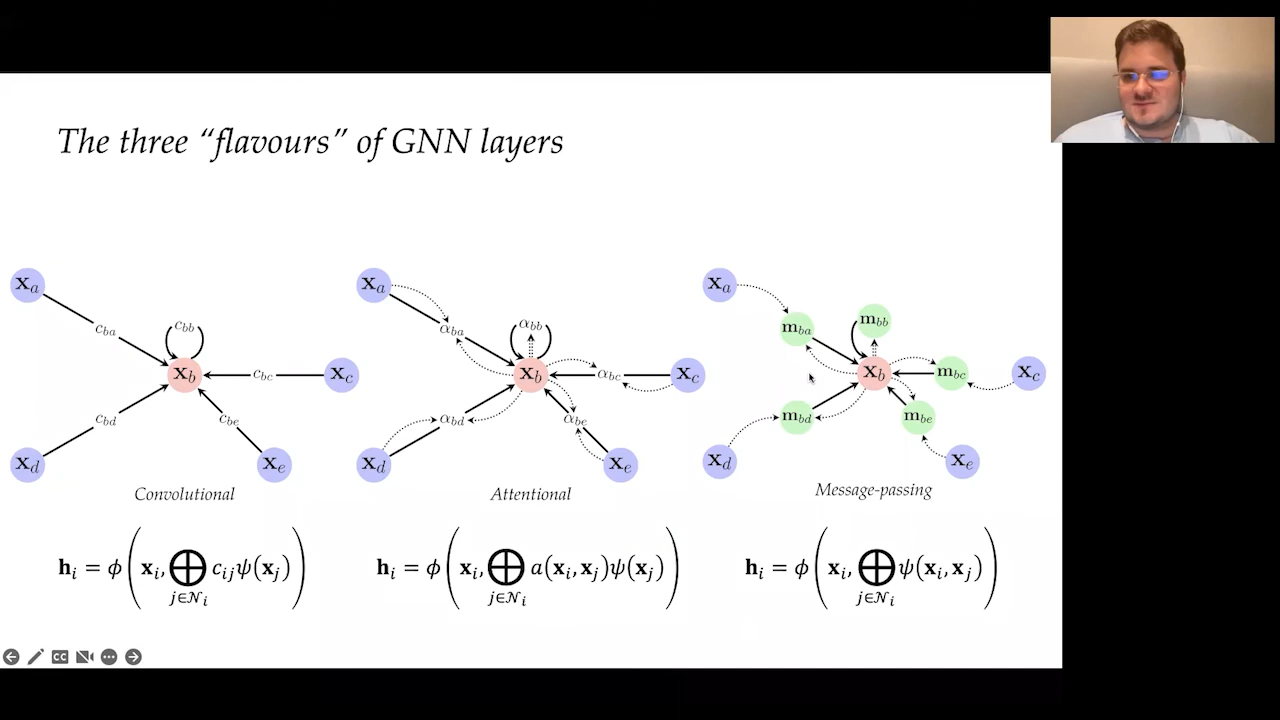 The three “flavours” of GNN layers
x_a
c_ba
c_bb
x_b
c_bc
x_c
c_bd
c_be
x_d
x_e
Convolutional
h_i = ϕ(x_i, ⨁_{j∈𝒩_i} c_ij ψ(x_j))
x_a
α_ba
α_bb
x_b
α_bc
x_c
α_bd
α_be
x_d
x_e
Attentional
h_i = ϕ(x_i, ⨁_{j∈𝒩_i} a(x_i, x_j)ψ(x_j))
x_a
m_ba
m_bb
x_b
m_bc
x_c
m_bd
m_be
x_d
x_e
Message-passing
h_i = ϕ(x_i, ⨁_{j∈𝒩_i} ψ(x_i, x_j))
CC